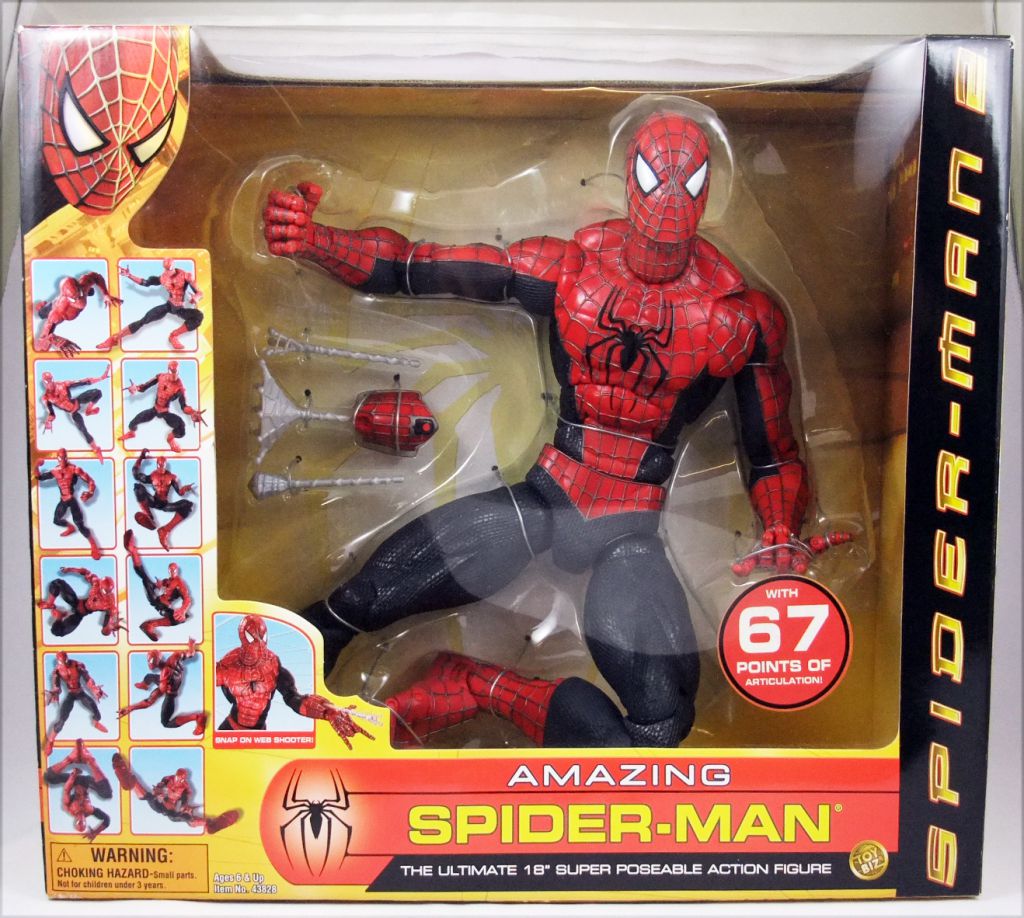 SPIDER-MAN 2
WITH
67
POINTS OF
ARTICULATION!
SNAP ON WEB SHOOTER!
AMAZING
SPIDER-MAN®
THE ULTIMATE 18" SUPER POSEABLE ACTION FIGURE
TOY
BIZ
WARNING:
CHOKING HAZARD-Small parts.
Not for children under 3 years.
Ages 6 & Up
Item No. 43828